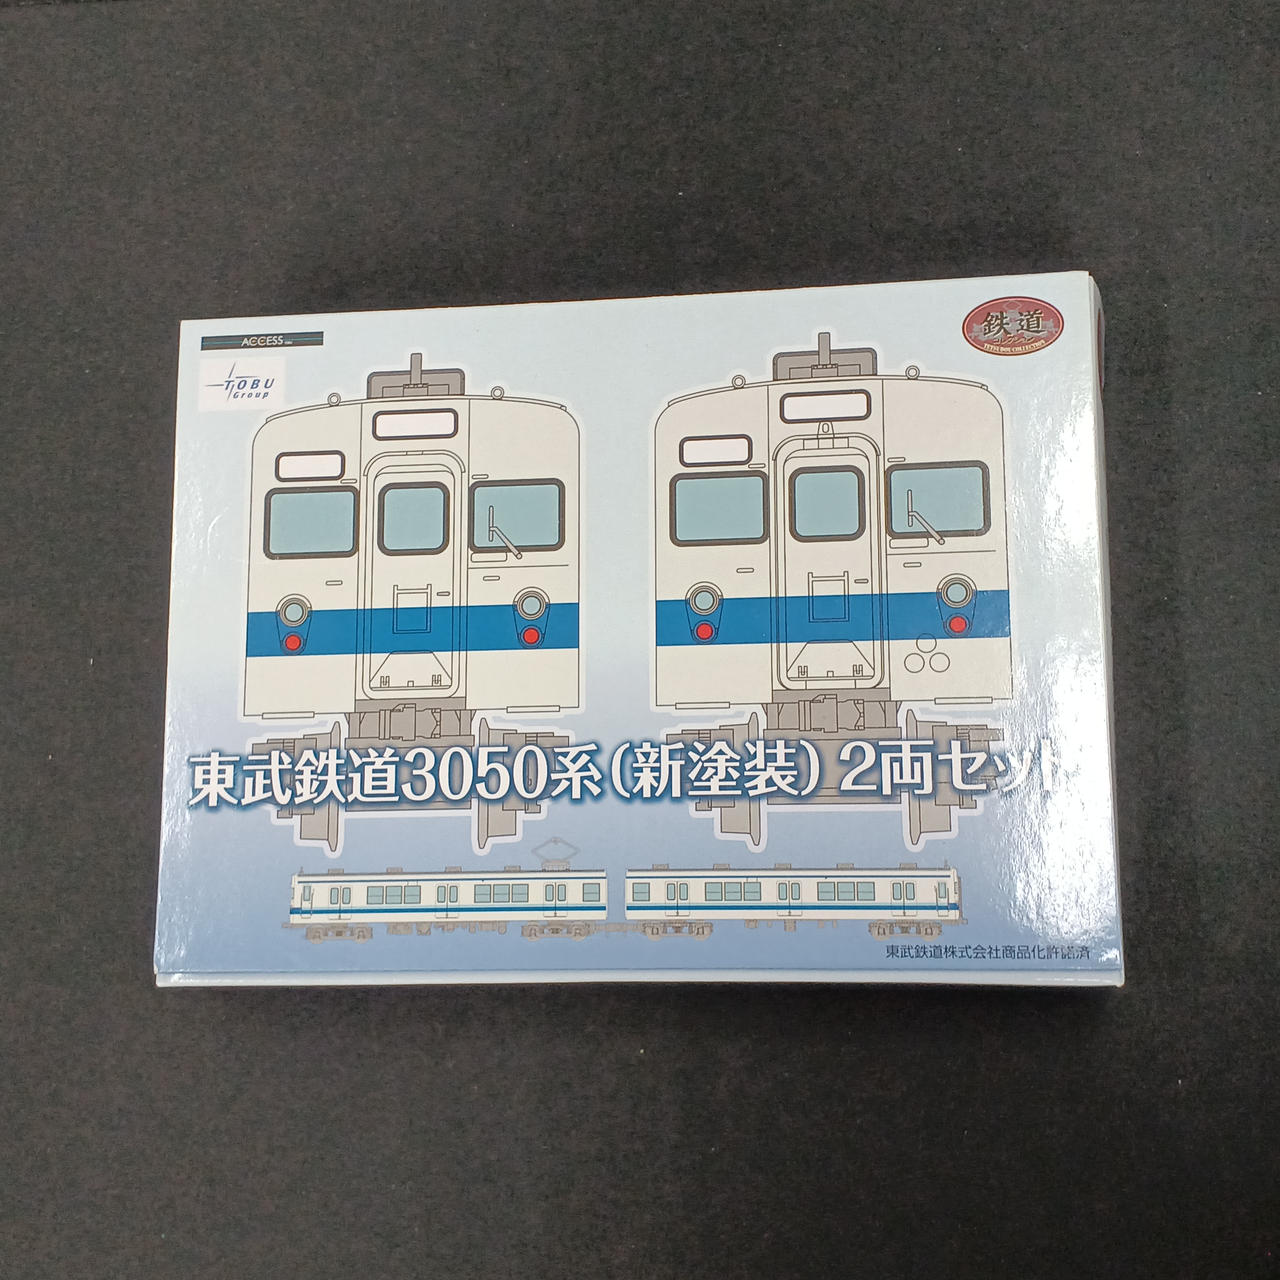 ACCESS
TOBU
Group
鉄道
コレクション
TETSUDOU COLLECTION
東武鉄道3050系(新塗装)2両セット
東武鉄道株式会社商品化許諾済